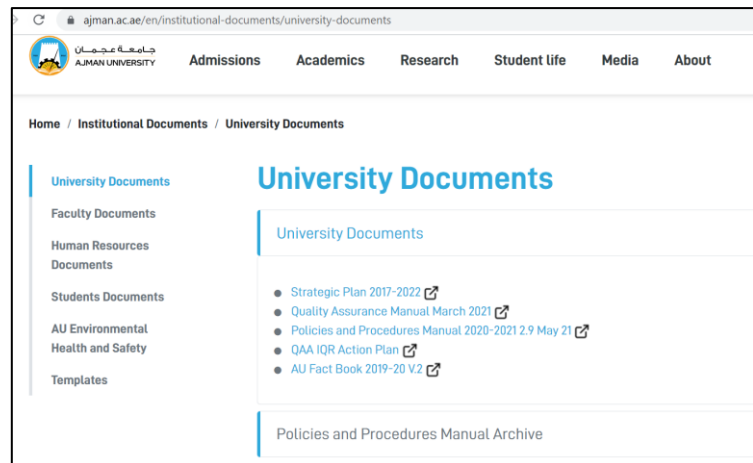 ajman.ac.ae/en/institutional-documents/university-documents
جامعة عجمان
AJMAN UNIVERSITY
Admissions
Academics
Research
Student life
Media
About
Home / Institutional Documents / University Documents
University Documents
Faculty Documents
Human Resources
Documents
Students Documents
AU Environmental
Health and Safety
Templates
University Documents
University Documents
Strategic Plan 2017-2022
Quality Assurance Manual March 2021
Policies and Procedures Manual 2020-2021 2.9 May 21
QAA IQR Action Plan
AU Fact Book 2019-20 V.2
Policies and Procedures Manual Archive